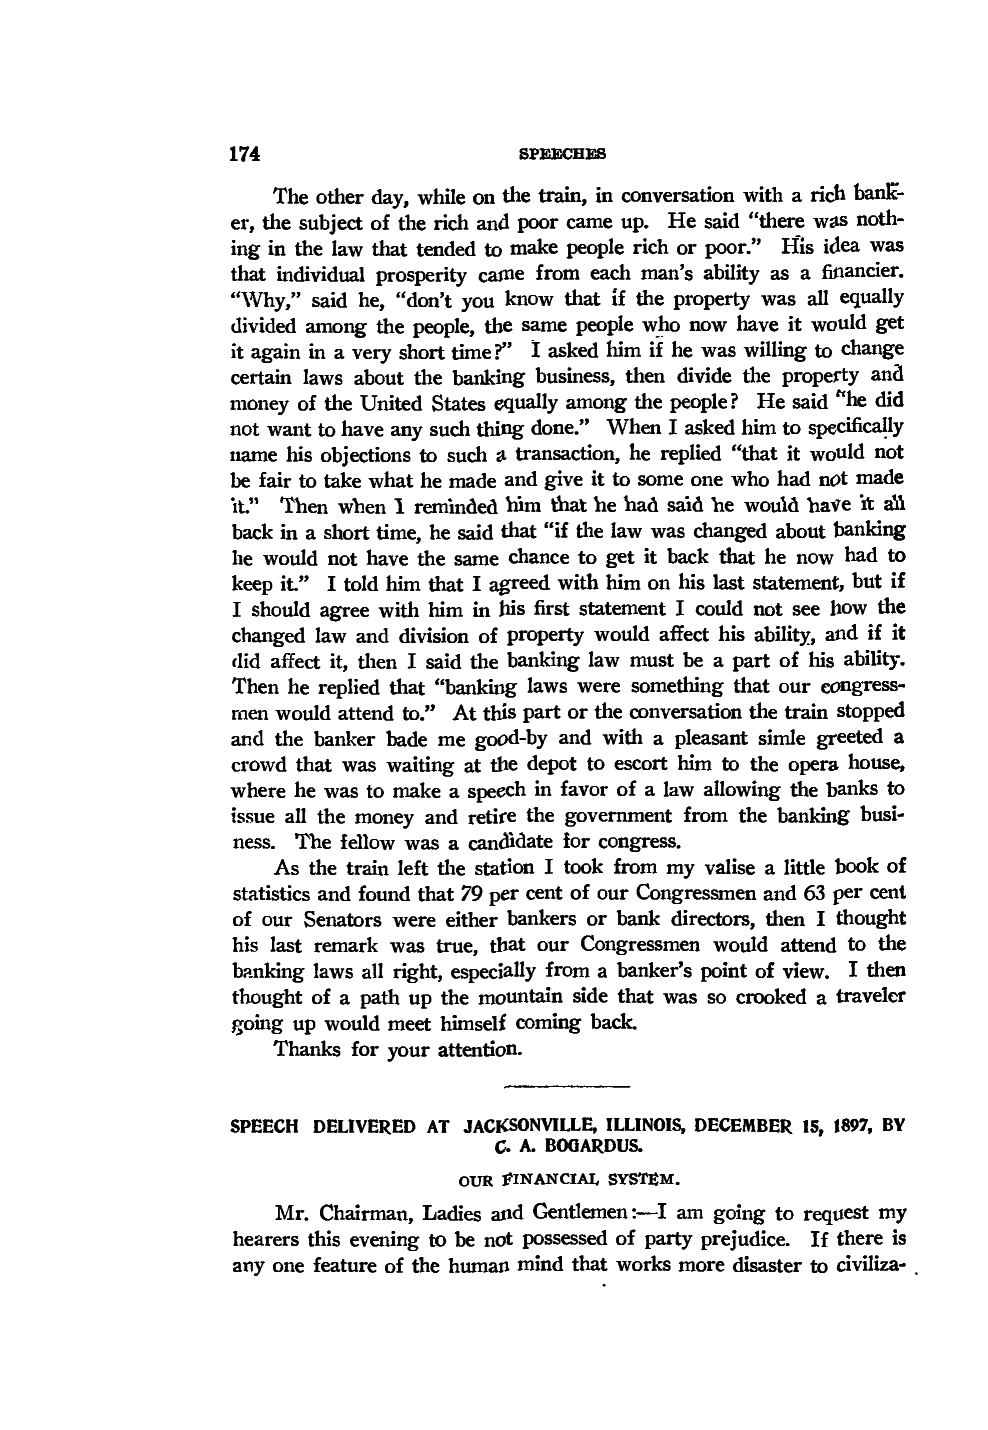 174 SPEECHES
The other day, while on the train, in conversation with a rich bank-
er, the subject of the rich and poor came up. He said "there was noth-
ing in the law that tended to make people rich or poor." His idea was
that individual prosperity came from each man's ability as a financier.
"Why," said he, "don't you know that if the property was all equally
divided among the people, the same people who now have it would get
it again in a very short time?" I asked him if he was willing to change
certain laws about the banking business, then divide the property and
money of the United States equally among the people? He said "he did
not want to have any such thing done." When I asked him to specifically
name his objections to such a transaction, he replied "that it would not
be fair to take what he made and give it to some one who had not made
it." Then when I reminded him that he had said he would have it all
back in a short time, he said that "if the law was changed about banking
he would not have the same chance to get it back that he now had to
keep it." I told him that I agreed with him on his last statement, but if
I should agree with him in his first statement I could not see how the
changed law and division of property would affect his ability, and if it
did affect it, then I said the banking law must be a part of his ability.
Then he replied that "banking laws were something that our congress-
men would attend to." At this part or the conversation the train stopped
and the banker bade me good-by and with a pleasant simle greeted a
crowd that was waiting at the depot to escort him to the opera house,
where he was to make a speech in favor of a law allowing the banks to
issue all the money and retire the government from the banking busi-
ness. The fellow was a candidate for congress.
As the train left the station I took from my valise a little book of
statistics and found that 79 per cent of our Congressmen and 63 per cent
of our Senators were either bankers or bank directors, then I thought
his last remark was true, that our Congressmen would attend to the
banking laws all right, especially from a banker's point of view. I then
thought of a path up the mountain side that was so crooked a traveler
going up would meet himself coming back.
Thanks for your attention.
SPEECH DELIVERED AT JACKSONVILLE, ILLINOIS, DECEMBER 15, 1897, BY
C. A. BOGARDUS.
OUR FINANCIAL SYSTEM.
Mr. Chairman, Ladies and Gentlemen:—I am going to request my
hearers this evening to be not possessed of party prejudice. If there is
any one feature of the human mind that works more disaster to civiliza-